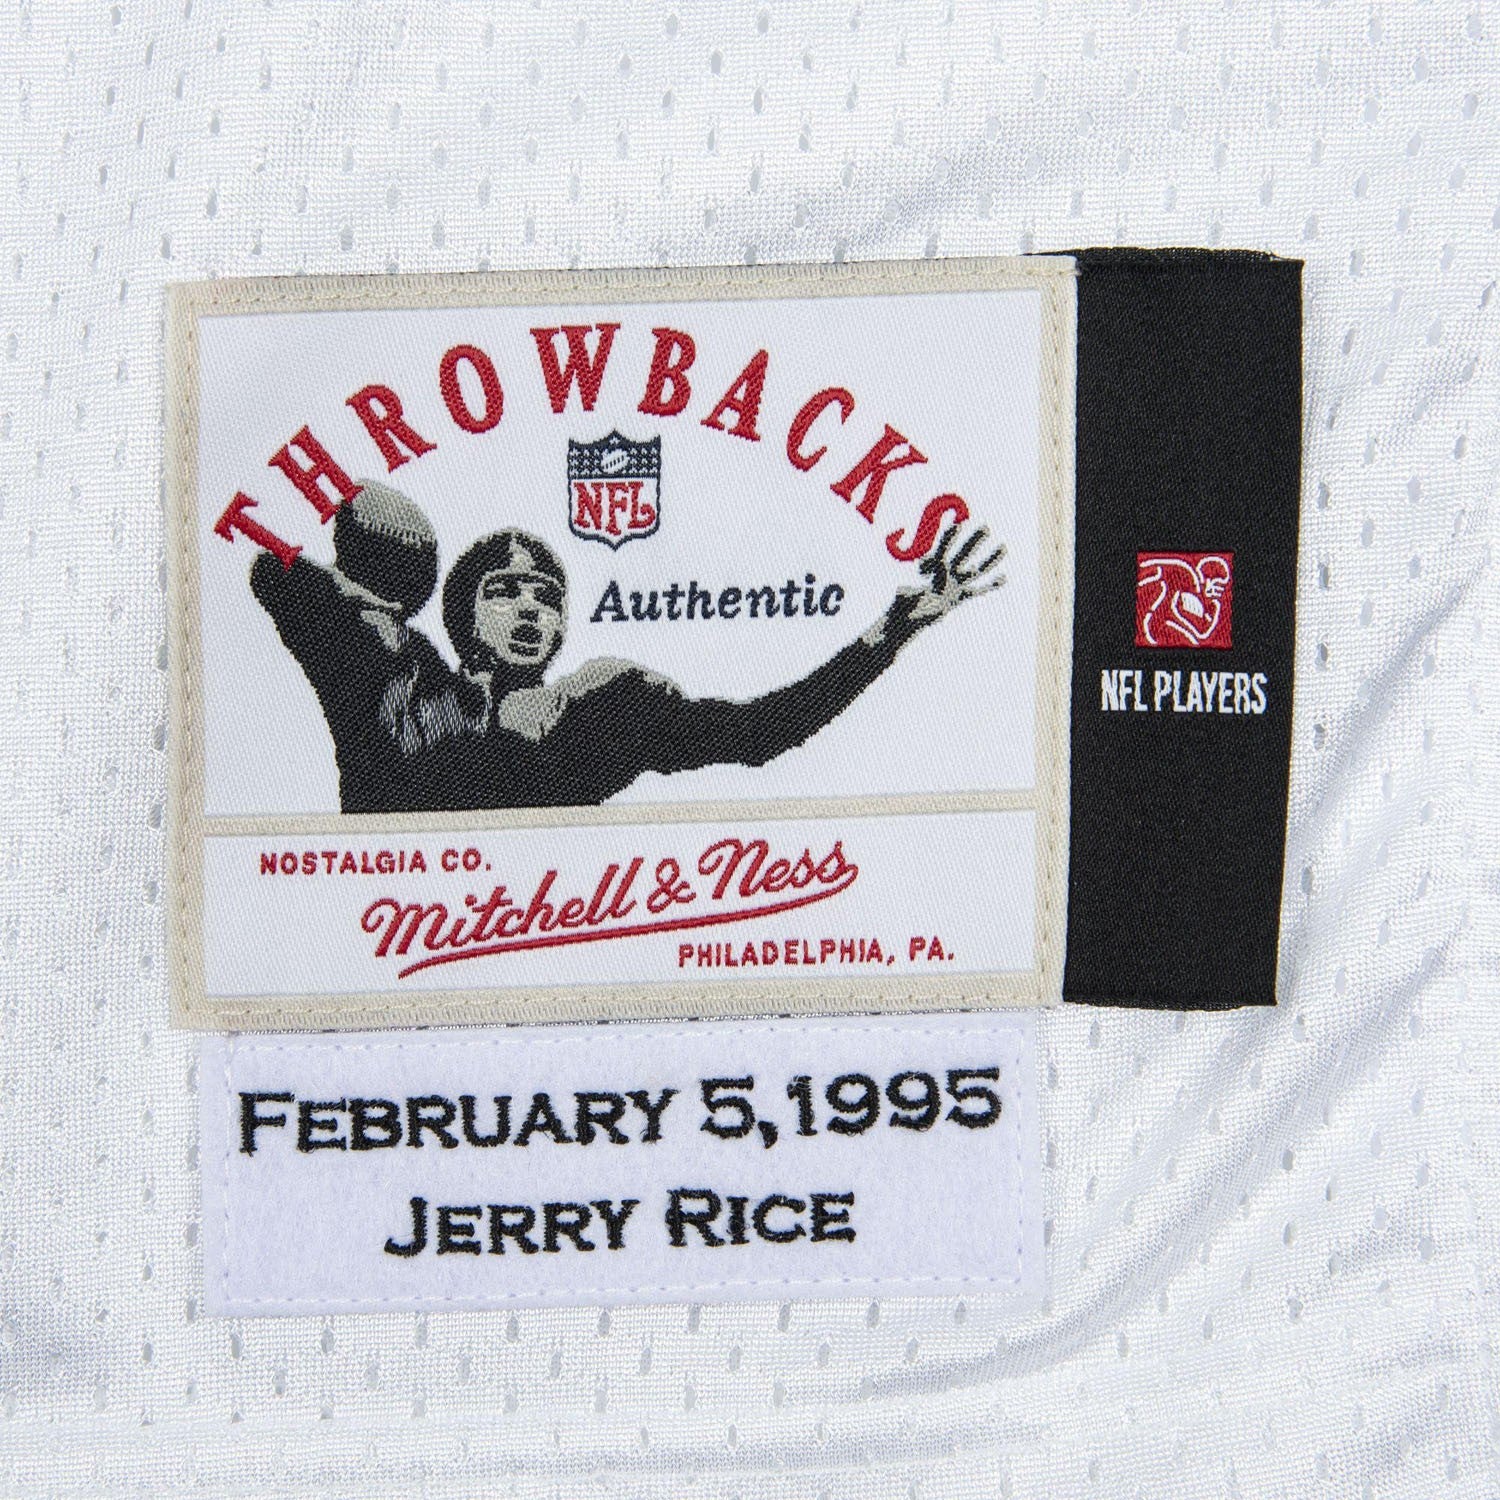 THROWBACKS
NFL
Authentic
NFL PLAYERS
NOSTALGIA CO.
Mitchell & Ness
PHILADELPHIA, PA.
FEBRUARY 5,1995
JERRY RICE